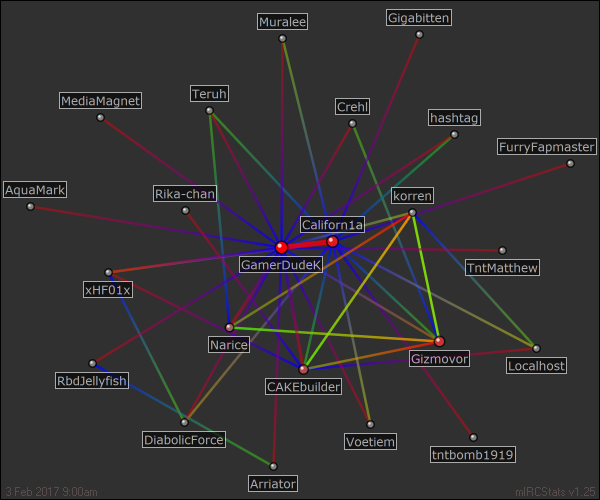 Gigabitten
Muralee
Teruh
MediaMagnet
Crehl
hashtag
FurryFapmaster
AquaMark
Rika-chan
korren
Californ1a
GamerDudeK
TntMatthew
xHF01x
Narice
Gizmovor
Localhost
RbdJellyfish
CAKEbuilder
DiabolicForce
Voetiem
tntbomb1919
Arriator
3 Feb 2017 9:00am
mIRCStats v1.25